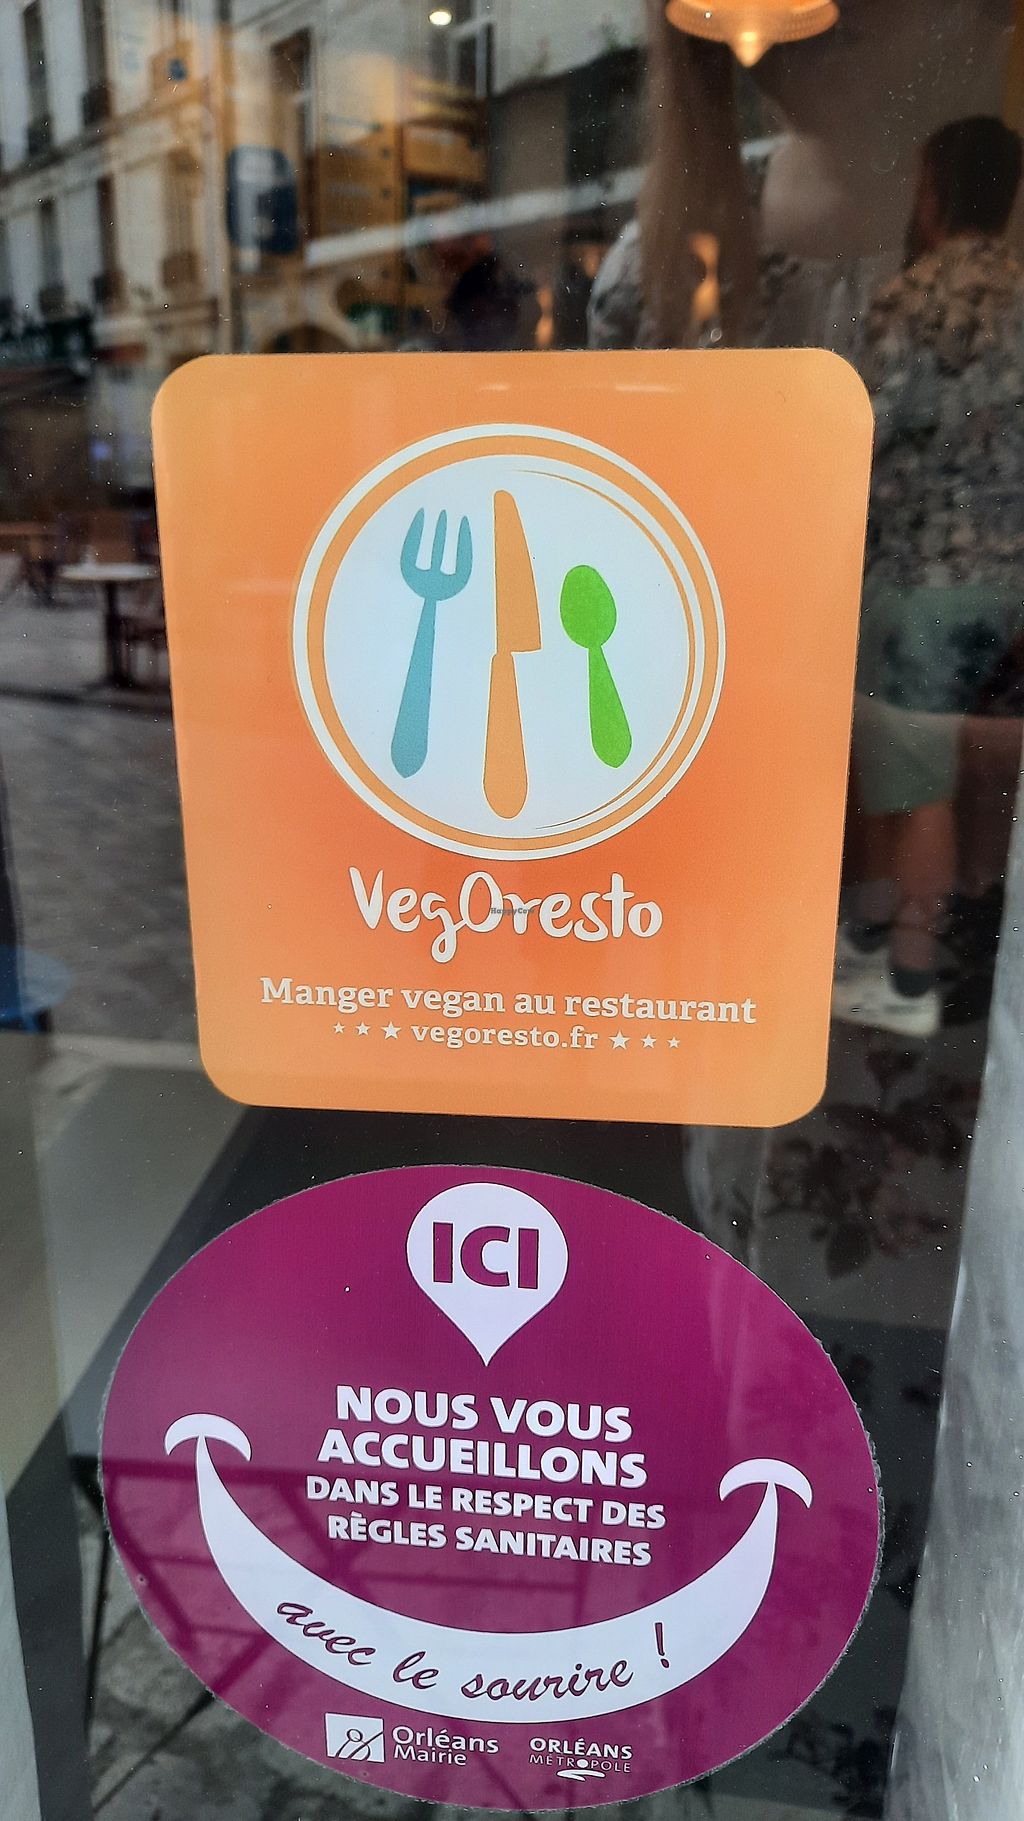 VegOresto
HappyCow
Manger vegan au restaurant
★ ★ ★ vegoresto.fr ★ ★ ★
ICI
NOUS VOUS
ACCUEILLONS
DANS LE RESPECT DES
RÈGLES SANITAIRES
avec le sourire !
Orléans
Mairie
ORLÉANS
MÉTROPOLE